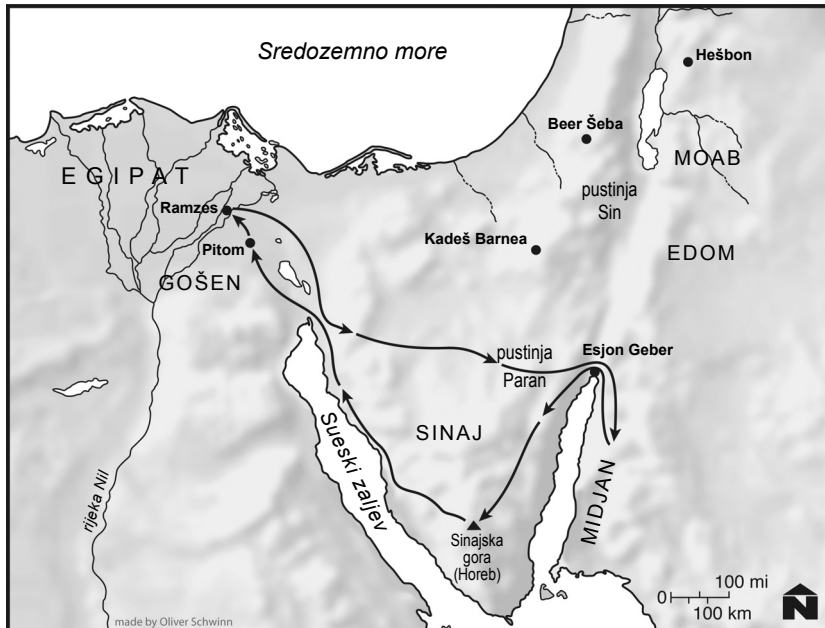 Sredozemno more
Hešbon
Beer Šeba
MOAB
EGIPAT
pustinja
Sin
Ramzes
Kadeš Barnea
Pitom
EDOM
GOŠEN
Esjon Geber
pustinja
Paran
SINAJ
Sueski zaljev
MIDJAN
rijeka Nil
Sinajska
gora
(Horeb)
0 100 mi
100 km
N
made by Oliver Schwinn